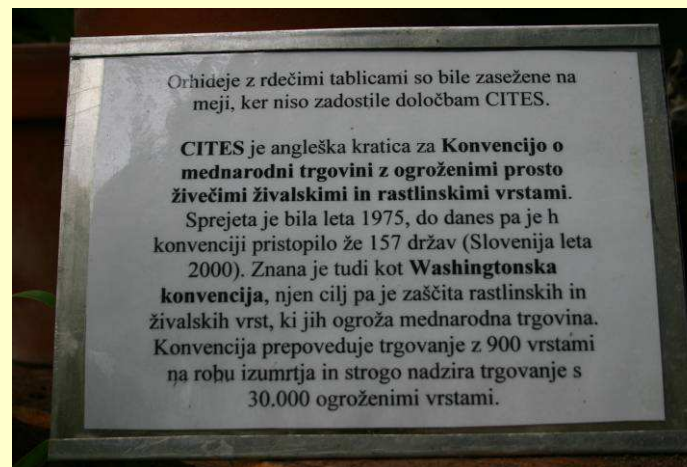 Orhideje z rdečimi tablicami so bile zasežene na
meji, ker niso zadostile določbam CITES.
CITES je angleška kratica za Konvencijo o
mednarodni trgovini z ogroženimi prosto
živečimi živalskimi in rastlinskimi vrstami.
Sprejeta je bila leta 1975, do danes pa je h
konvenciji pristopilo že 157 držav (Slovenija leta
2000). Znana je tudi kot Washingtonska
konvencija, njen cilj pa je zaščita rastlinskih in
živalskih vrst, ki jih ogroža mednarodna trgovina.
Konvencija prepoveduje trgovanje z 900 vrstami
na robu izumrtja in strogo nadzira trgovanje s
30.000 ogroženimi vrstami.